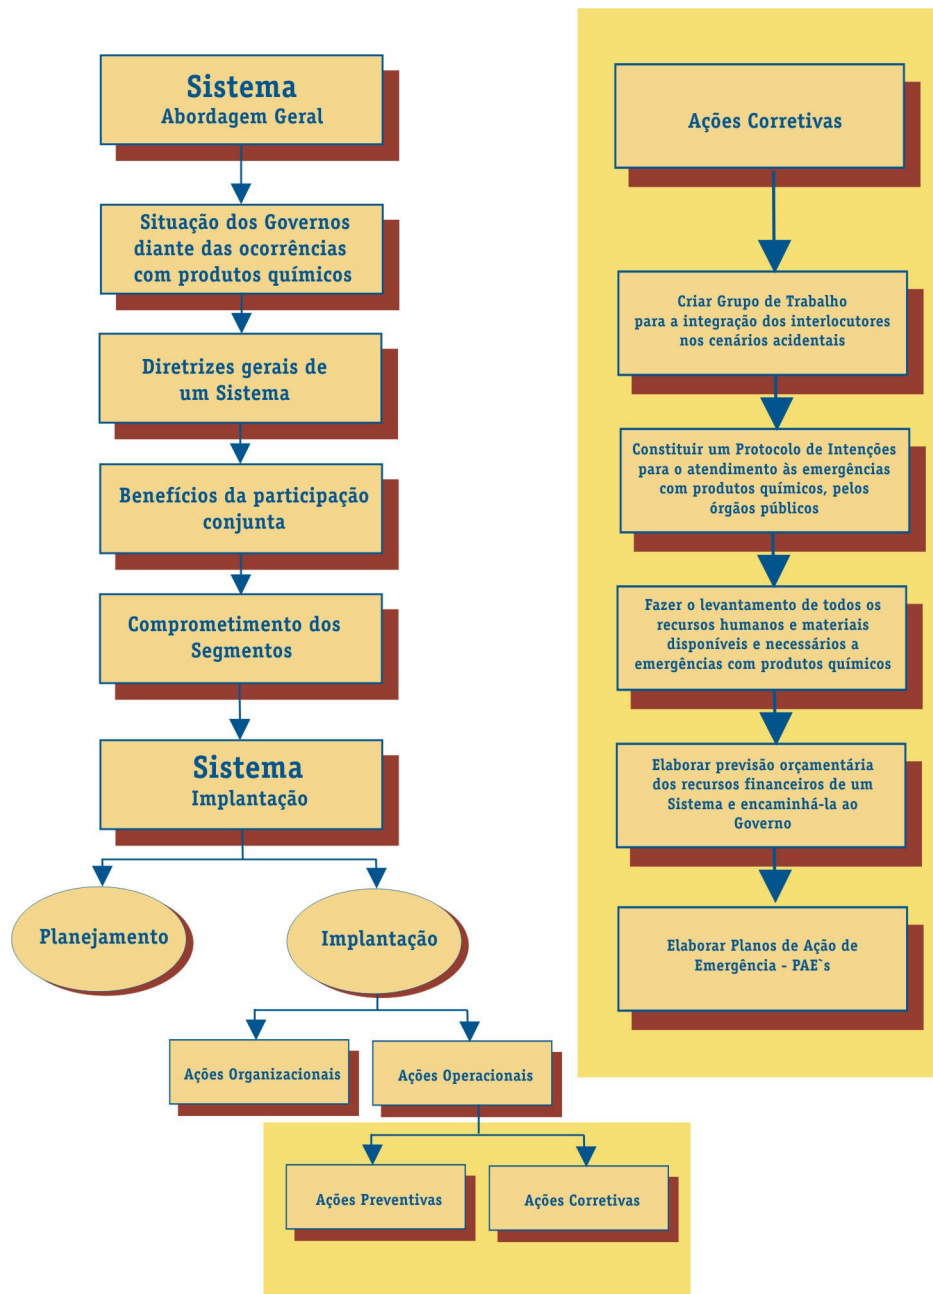 Sistema
Abordagem Geral
Situação dos Governos
diante das ocorrências
com produtos químicos
Diretrizes gerais de
um Sistema
Benefícios da participação
conjunta
Comprometimento dos
Segmentos
Sistema
Implantação
Planejamento
Implantação
Ações Organizacionais
Ações Operacionais
Ações Preventivas
Ações Corretivas
Ações Corretivas
Criar Grupo de Trabalho
para a integração dos interlocutores
nos cenários acidentais
Constituir um Protocolo de Intenções
para o atendimento às emergências
com produtos químicos, pelos
órgãos públicos
Fazer o levantamento de todos os
recursos humanos e materiais
disponíveis e necessários a
emergências com produtos químicos
Elaborar previsão orçamentária
dos recursos financeiros de um
Sistema e encaminhá-la ao
Governo
Elaborar Planos de Ação de
Emergência - PAE`s